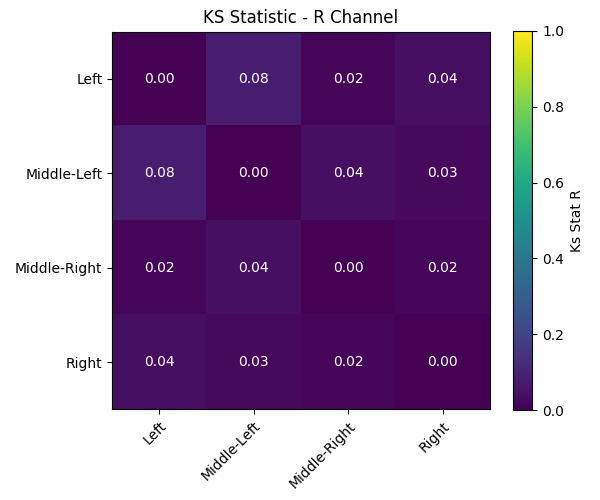 KS Statistic - R Channel
Left
0.00 0.08 0.02 0.04
Middle-Left
0.08 0.00 0.04 0.03
Middle-Right
0.02 0.04 0.00 0.02
Right
0.04 0.03 0.02 0.00
Left
Middle-Left
Middle-Right
Right
1.0
0.8
0.6
0.4
0.2
0.0
Ks Stat R